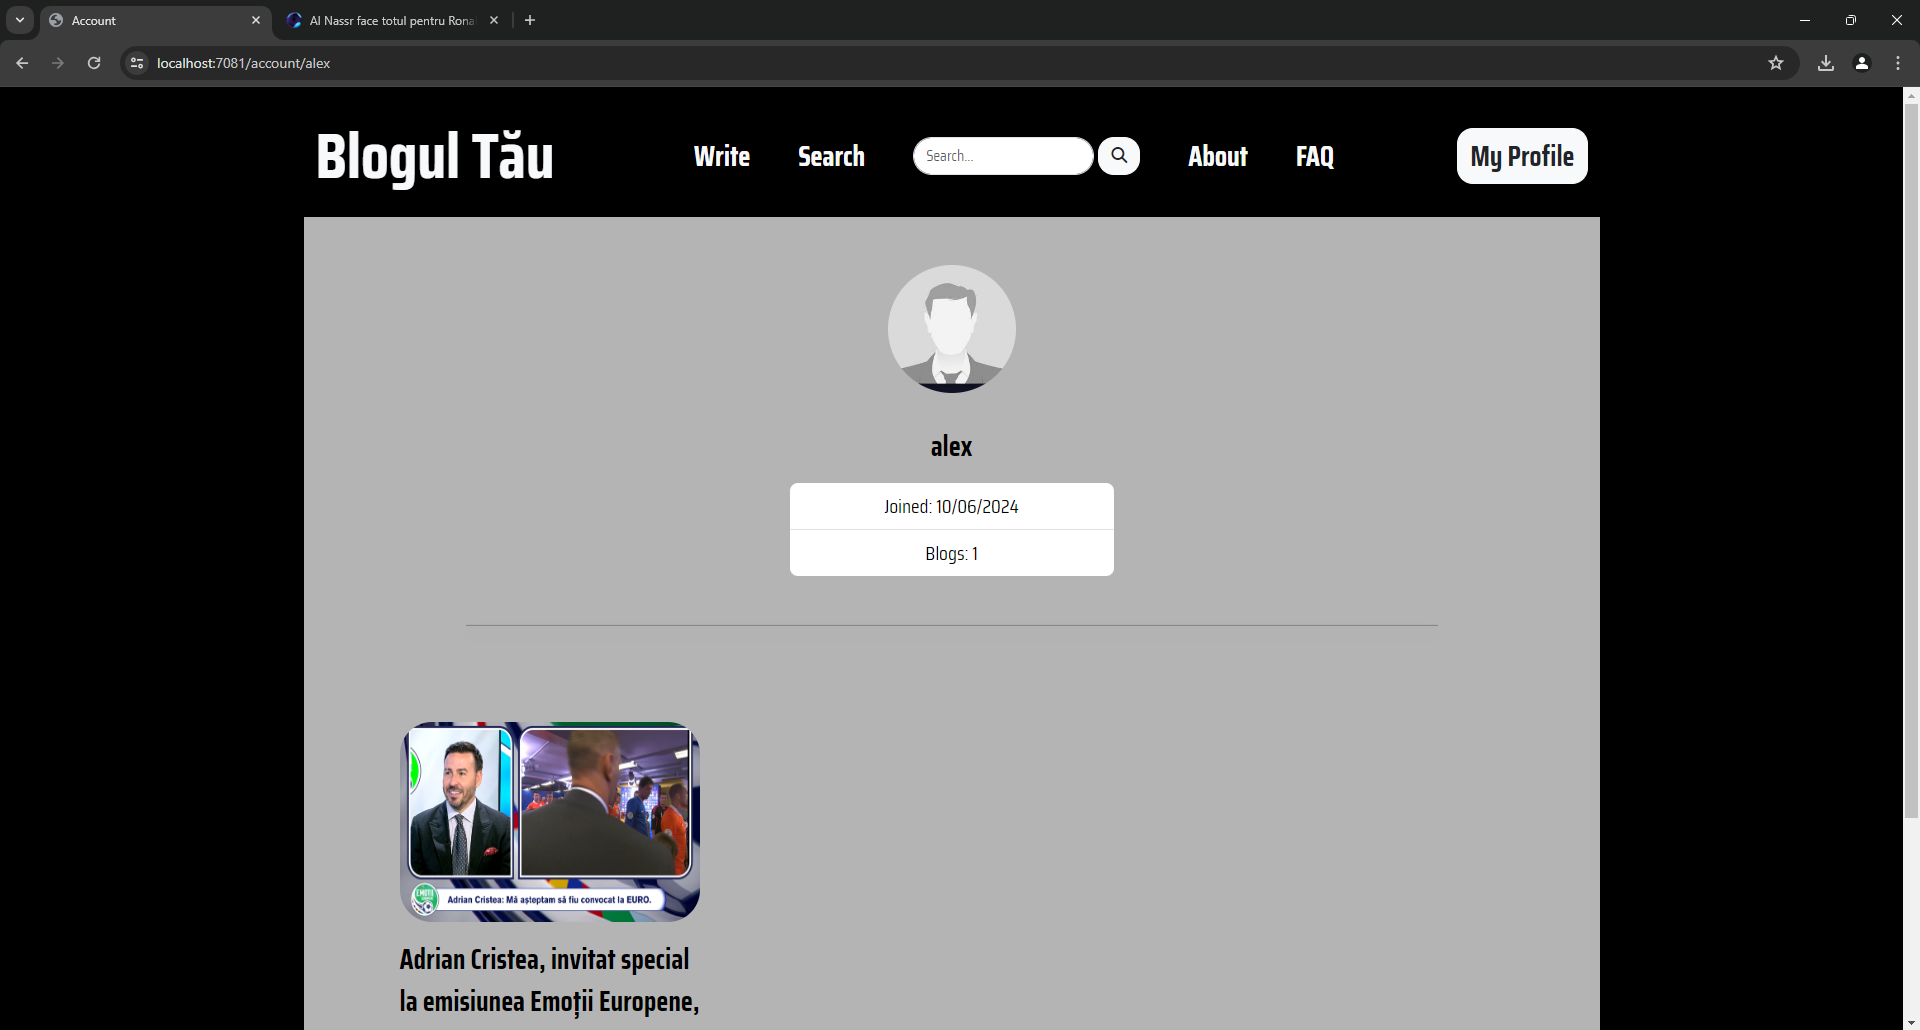 Account
Al Nassr face totul pentru Rona
localhost:7081/account/alex
Blogul Tău
Write
Search
Search...
About
FAQ
My Profile
alex
Joined: 10/06/2024
Blogs: 1
EMOȚII
Adrian Cristea: Mă așteptam să fiu convocat la EURO.
Adrian Cristea, invitat special
la emisiunea Emoții Europene,